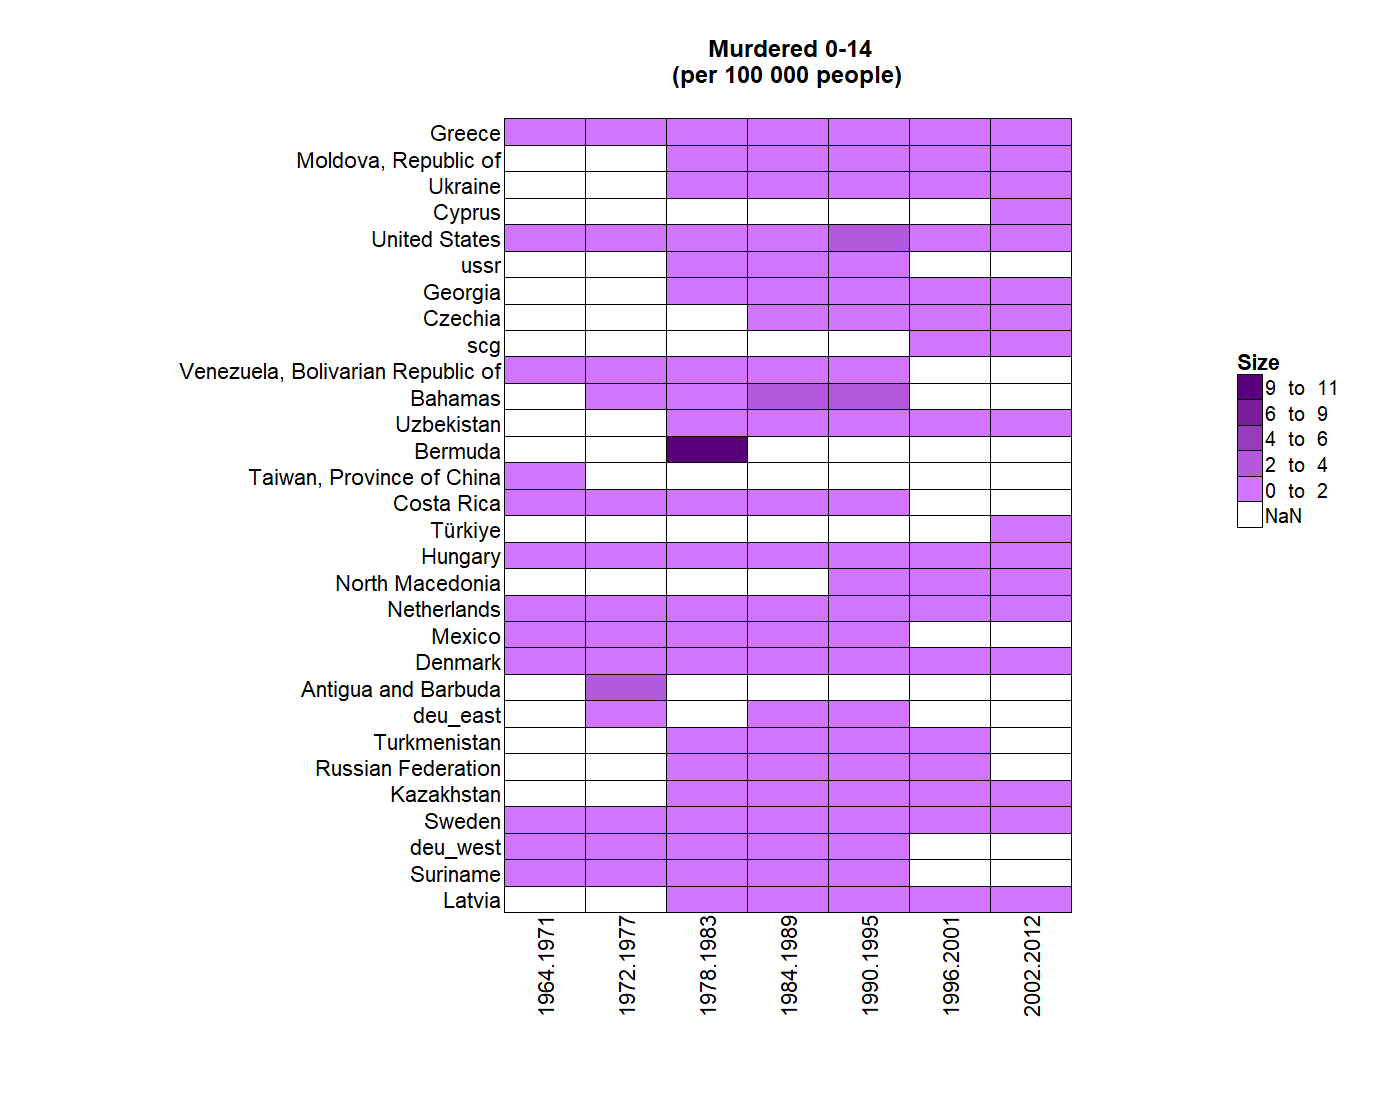 Murdered 0-14
(per 100 000 people)
Greece
Moldova, Republic of
Ukraine
Cyprus
United States
ussr
Georgia
Czechia
scg
Venezuela, Bolivarian Republic of
Bahamas
Uzbekistan
Bermuda
Taiwan, Province of China
Costa Rica
Türkiye
Hungary
North Macedonia
Netherlands
Mexico
Denmark
Antigua and Barbuda
deu_east
Turkmenistan
Russian Federation
Kazakhstan
Sweden
deu_west
Suriname
Latvia
1964.1971
1972.1977
1978.1983
1984.1989
1990.1995
1996.2001
2002.2012
Size
9 to 11
6 to 9
4 to 6
2 to 4
0 to 2
NaN